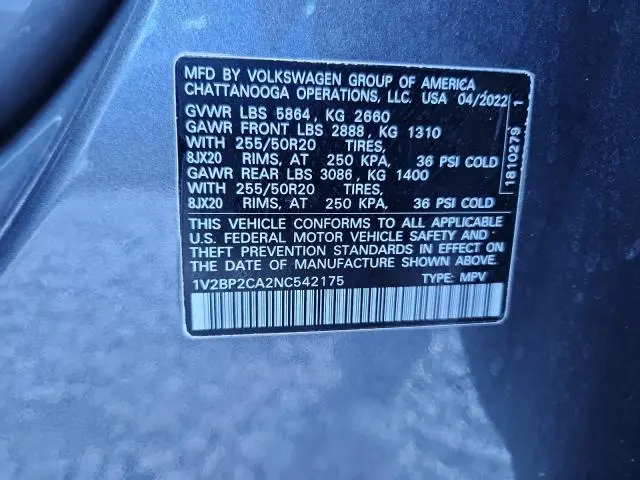 MFD BY VOLKSWAGEN GROUP OF AMERICA
CHATTANOOGA OPERATIONS, LLC. USA 04/2022
GVWR LBS 5864, KG 2660
GAWR FRONT LBS 2888, KG 1310
WITH 255/50R20 TIRES,
8JX20 RIMS, AT 250 KPA, 36 PSI COLD
GAWR REAR LBS 3086, KG 1400
WITH 255/50R20 TIRES,
8JX20 RIMS, AT 250 KPA, 36 PSI COLD
THIS VEHICLE CONFORMS TO ALL APPLICABLE
U.S. FEDERAL MOTOR VEHICLE SAFETY AND
THEFT PREVENTION STANDARDS IN EFFECT ON
THE DATE OF MANUFACTURE SHOWN ABOVE.
1V2BP2CA2NC542175 TYPE: MPV
1810279 1